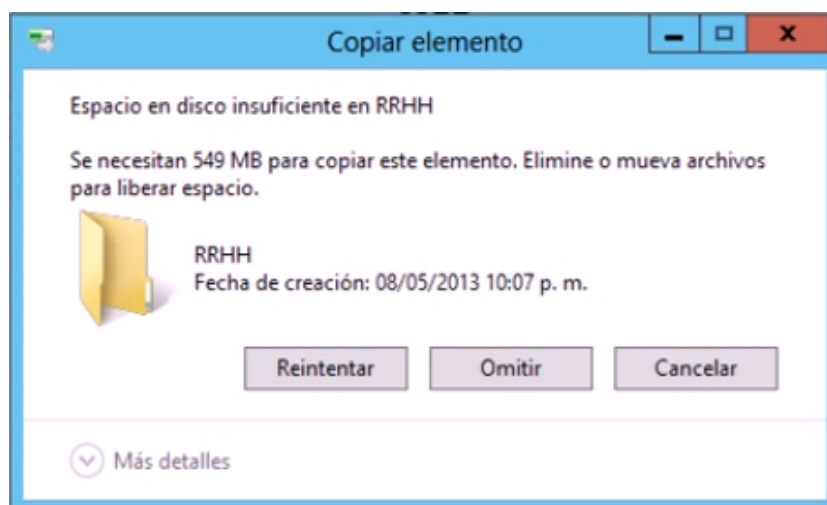 Copiar elemento
Espacio en disco insuficiente en RRHH
Se necesitan 549 MB para copiar este elemento. Elimine o mueva archivos
para liberar espacio.
RRHH
Fecha de creación: 08/05/2013 10:07 p. m.
Reintentar
Omitir
Cancelar
Más detalles